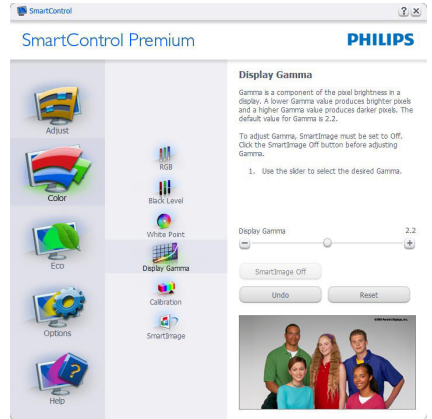 SmartControl
SmartControl Premium
PHILIPS
Adjust
Color
Eco
Options
Help
RGB
Black Level
White Point
Display Gamma
Calibration
SmartImage
Display Gamma
Gamma is a component of the pixel brightness in a
display. A lower Gamma value produces brighter pixels
and a higher Gamma value produces darker pixels. The
default value for Gamma is 2.2.
To adjust Gamma, SmartImage must be set to Off.
Click the SmartImage Off button before adjusting
Gamma.
1. Use the slider to select the desired Gamma.
Display Gamma 2.2
SmartImage Off
Undo Reset